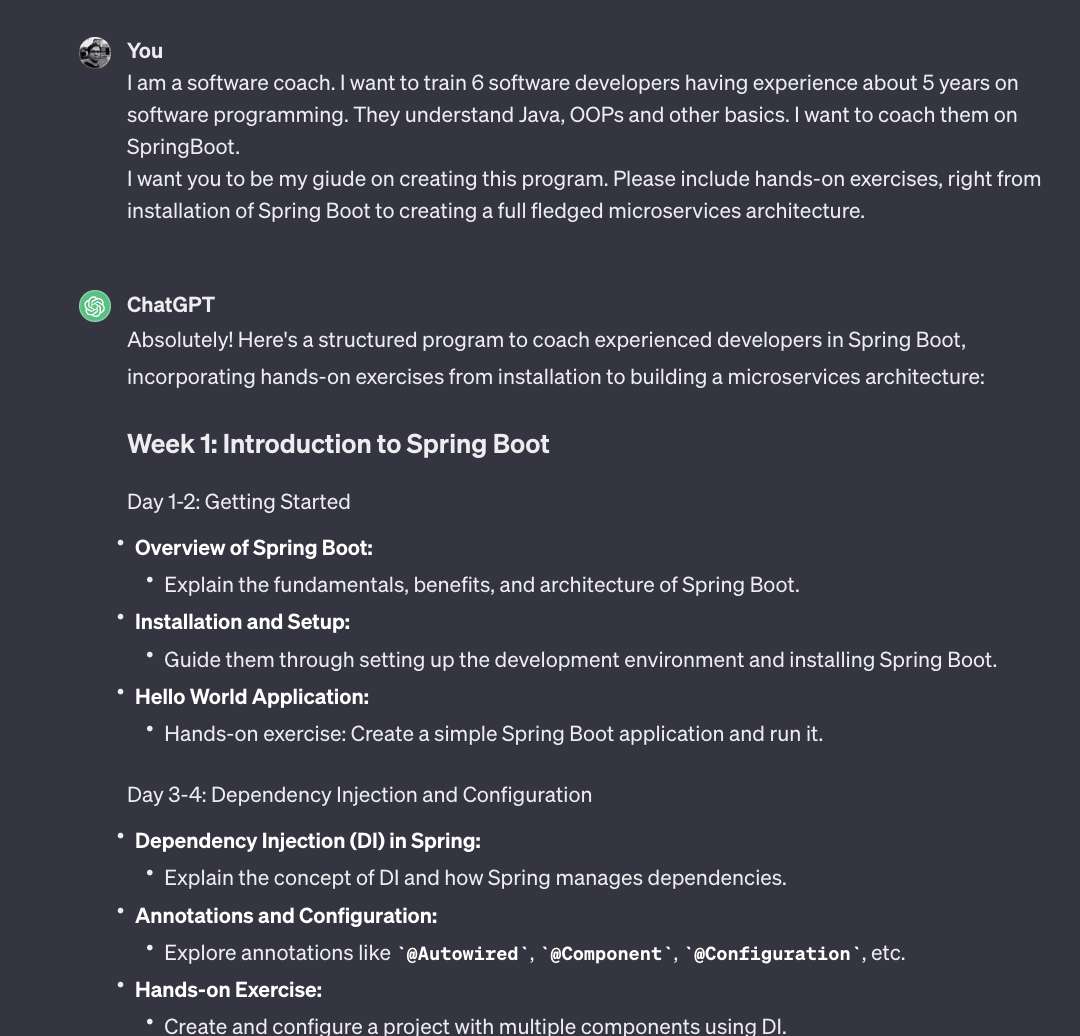 You
I am a software coach. I want to train 6 software developers having experience about 5 years on
software programming. They understand Java, OOPs and other basics. I want to coach them on
SpringBoot.
I want you to be my giude on creating this program. Please include hands-on exercises, right from
installation of Spring Boot to creating a full fledged microservices architecture.
ChatGPT
Absolutely! Here's a structured program to coach experienced developers in Spring Boot,
incorporating hands-on exercises from installation to building a microservices architecture:
Week 1: Introduction to Spring Boot
Day 1-2: Getting Started
• Overview of Spring Boot:
• Explain the fundamentals, benefits, and architecture of Spring Boot.
• Installation and Setup:
• Guide them through setting up the development environment and installing Spring Boot.
• Hello World Application:
• Hands-on exercise: Create a simple Spring Boot application and run it.
Day 3-4: Dependency Injection and Configuration
• Dependency Injection (DI) in Spring:
• Explain the concept of DI and how Spring manages dependencies.
• Annotations and Configuration:
• Explore annotations like `@Autowired`, `@Component`, `@Configuration`, etc.
• Hands-on Exercise:
• Create and configure a project with multiple components using DI.